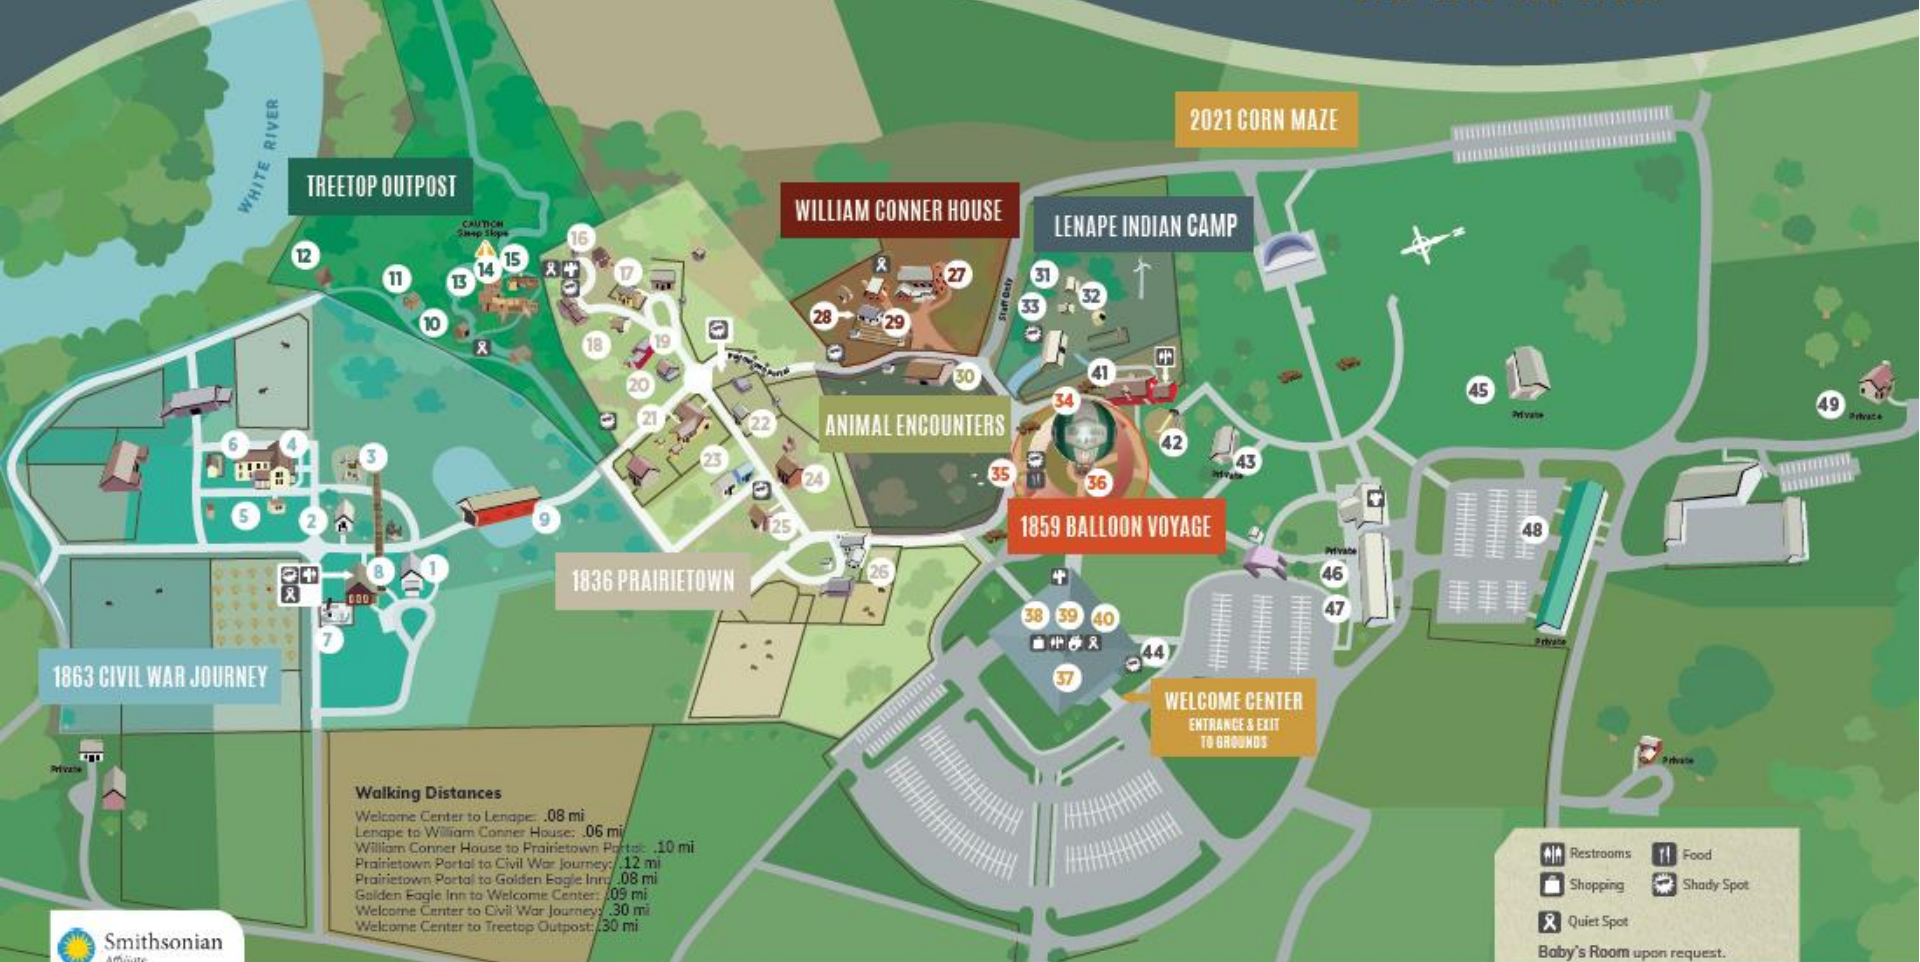 2021 CORN MAZE
WHITE RIVER
TREETOP OUTPOST
WILLIAM CONNER HOUSE
LENAPE INDIAN CAMP
CAUTION
Steep Slope
12
11
13
14
15
10
16
17
18
19
20
21
22
23
24
25
26
Prairietown Portal
27
28
29
30
Staff Only
31
32
33
41
34
35
36
42
43
Private
45
Private
49
Private
ANIMAL ENCOUNTERS
1859 BALLOON VOYAGE
1836 PRAIRIETOWN
6
4
3
5
2
9
8
1
7
1863 CIVIL WAR JOURNEY
Private
38
39
40
37
44
WELCOME CENTER
ENTRANCE & EXIT
TO GROUNDS
Private
46
47
48
Private
Private
Walking Distances
Welcome Center to Lenape: .08 mi
Lenape to William Conner House: .06 mi
William Conner House to Prairietown Portal: .10 mi
Prairietown Portal to Civil War Journey: .12 mi
Prairietown Portal to Golden Eagle Inn: .08 mi
Golden Eagle Inn to Welcome Center: .09 mi
Welcome Center to Civil War Journey: .30 mi
Welcome Center to Treetop Outpost: .30 mi
Smithsonian
Affiliate
Restrooms
Food
Shopping
Shady Spot
Quiet Spot
Baby's Room upon request.